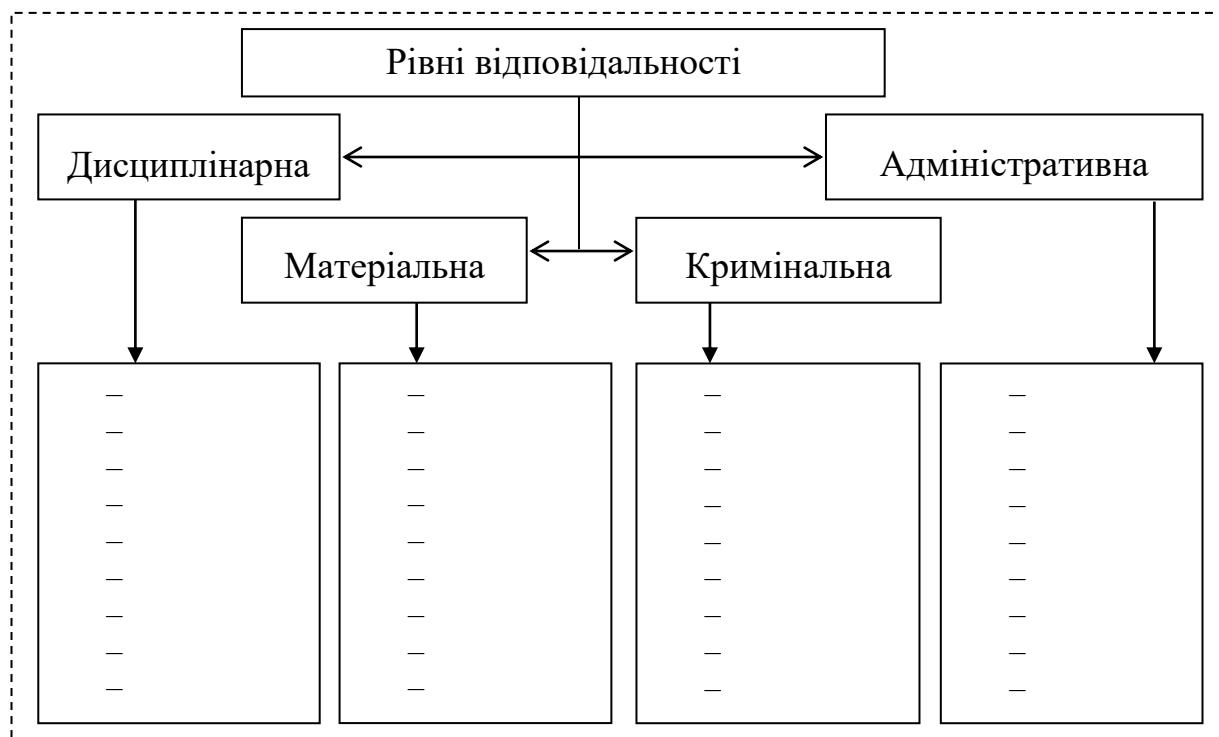 Рівні відповідальності
Дисциплінарна
Адміністративна
Матеріальна
Кримінальна
– – – –
– – – –
– – – –
– – – –
– – – –
– – – –
– – – –
– – – –
– – – –